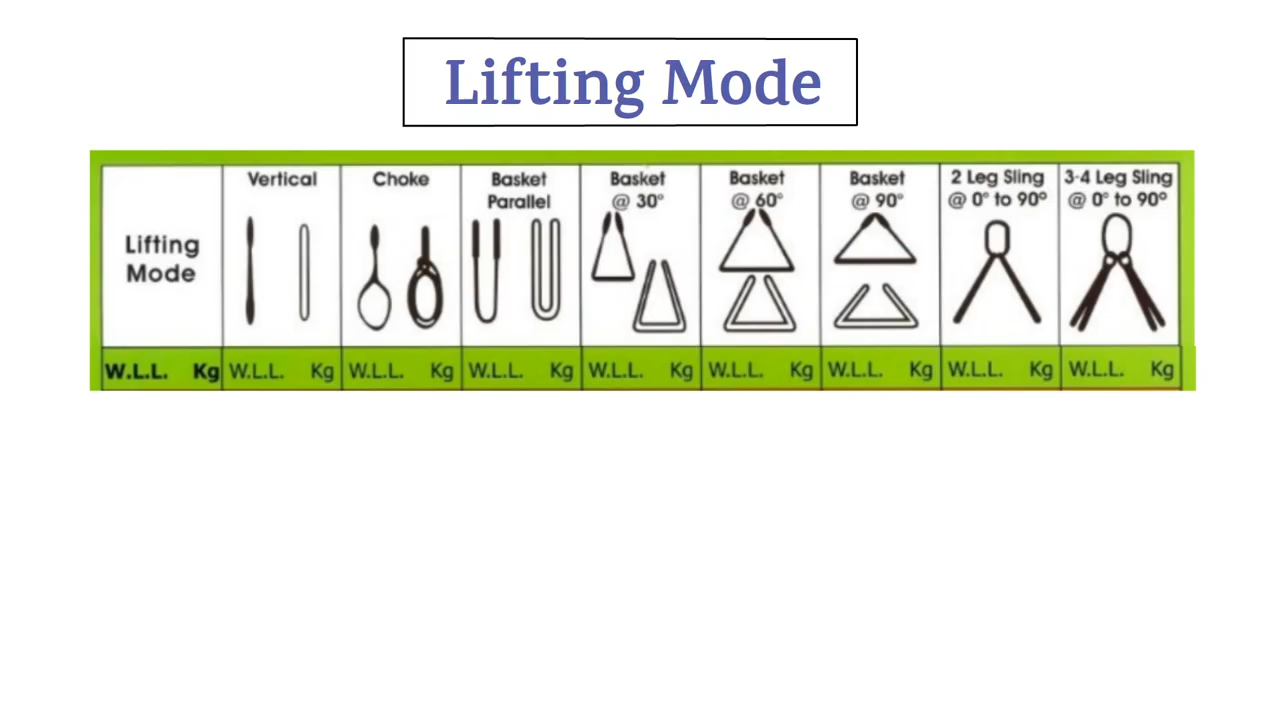 Lifting Mode
Lifting
Mode
Vertical
Choke
Basket
Parallel
Basket
@ 30°
Basket
@ 60°
Basket
@ 90°
2 Leg Sling
@ 0° to 90°
3-4 Leg Sling
@ 0° to 90°
W.L.L. Kg W.L.L. Kg W.L.L. Kg W.L.L. Kg W.L.L. Kg W.L.L. Kg W.L.L. Kg W.L.L. Kg W.L.L. Kg